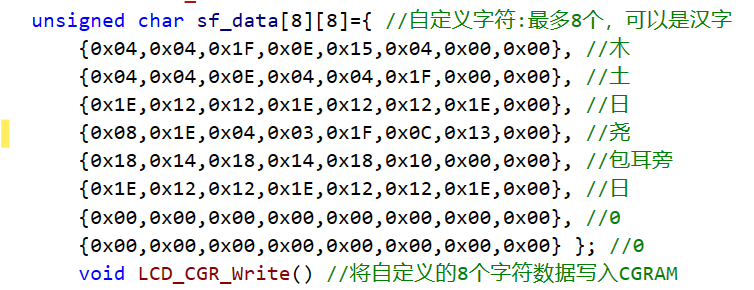 unsigned char sf_data[8][8]={ //自定义字符:最多8个，可以是汉字
{0x04,0x04,0x1F,0x0E,0x15,0x04,0x00,0x00}, //木
{0x04,0x04,0x0E,0x04,0x04,0x1F,0x00,0x00}, //土
{0x1E,0x12,0x12,0x1E,0x12,0x12,0x1E,0x00}, //日
{0x08,0x1E,0x04,0x03,0x1F,0x0C,0x13,0x00}, //尧
{0x18,0x14,0x18,0x14,0x18,0x10,0x00,0x00}, //包耳旁
{0x1E,0x12,0x12,0x1E,0x12,0x12,0x1E,0x00}, //日
{0x00,0x00,0x00,0x00,0x00,0x00,0x00,0x00}, //0
{0x00,0x00,0x00,0x00,0x00,0x00,0x00,0x00} }; //0
void LCD_CGR_Write() //将自定义的8个字符数据写入CGRAM